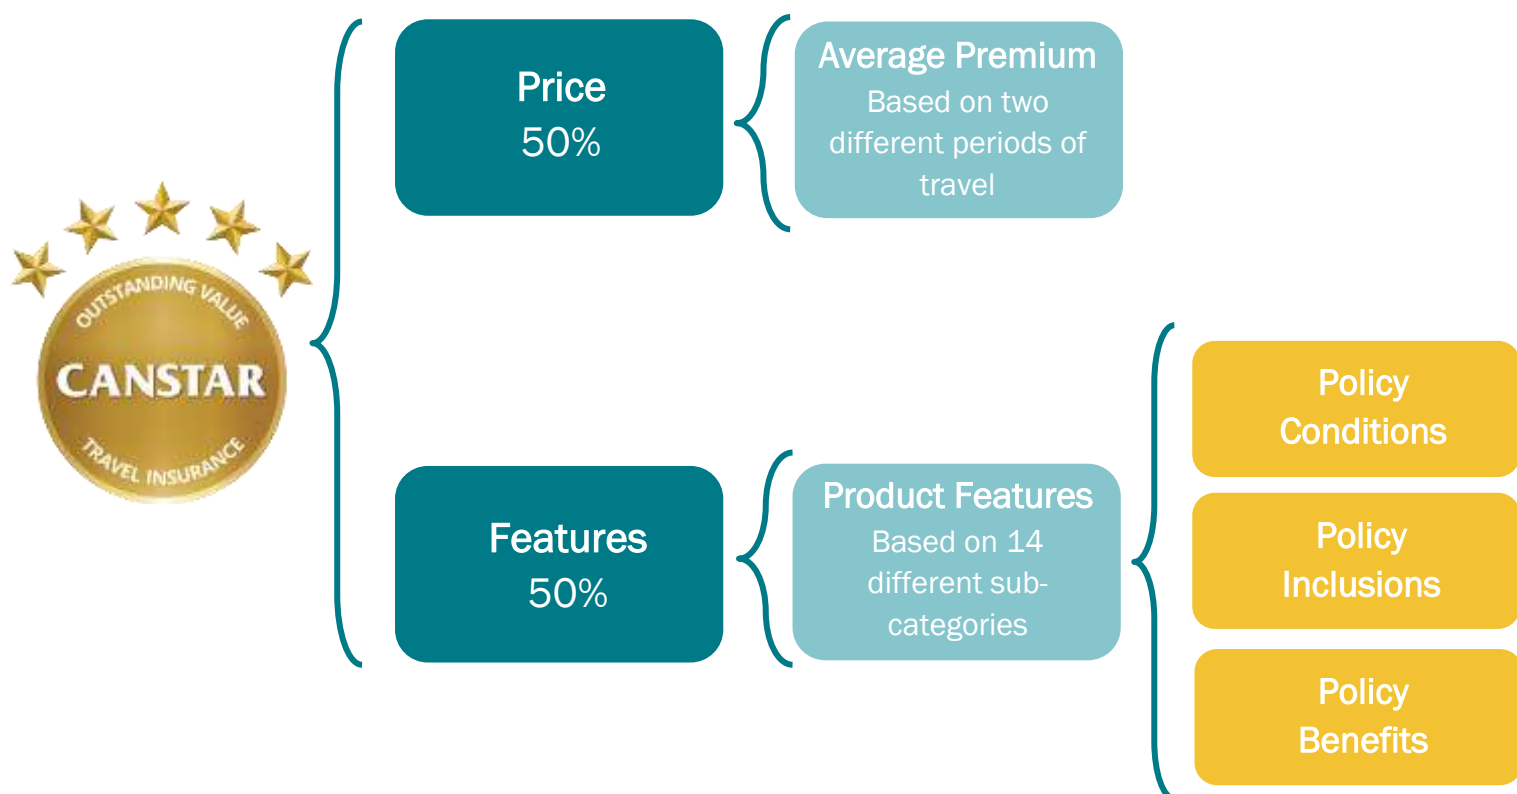 OUTSTANDING VALUE
CANSTAR
TRAVEL INSURANCE
Price
50%
Average Premium
Based on two
different periods of
travel
Features
50%
Product Features
Based on 14
different sub-
categories
Policy
Conditions
Policy
Inclusions
Policy
Benefits